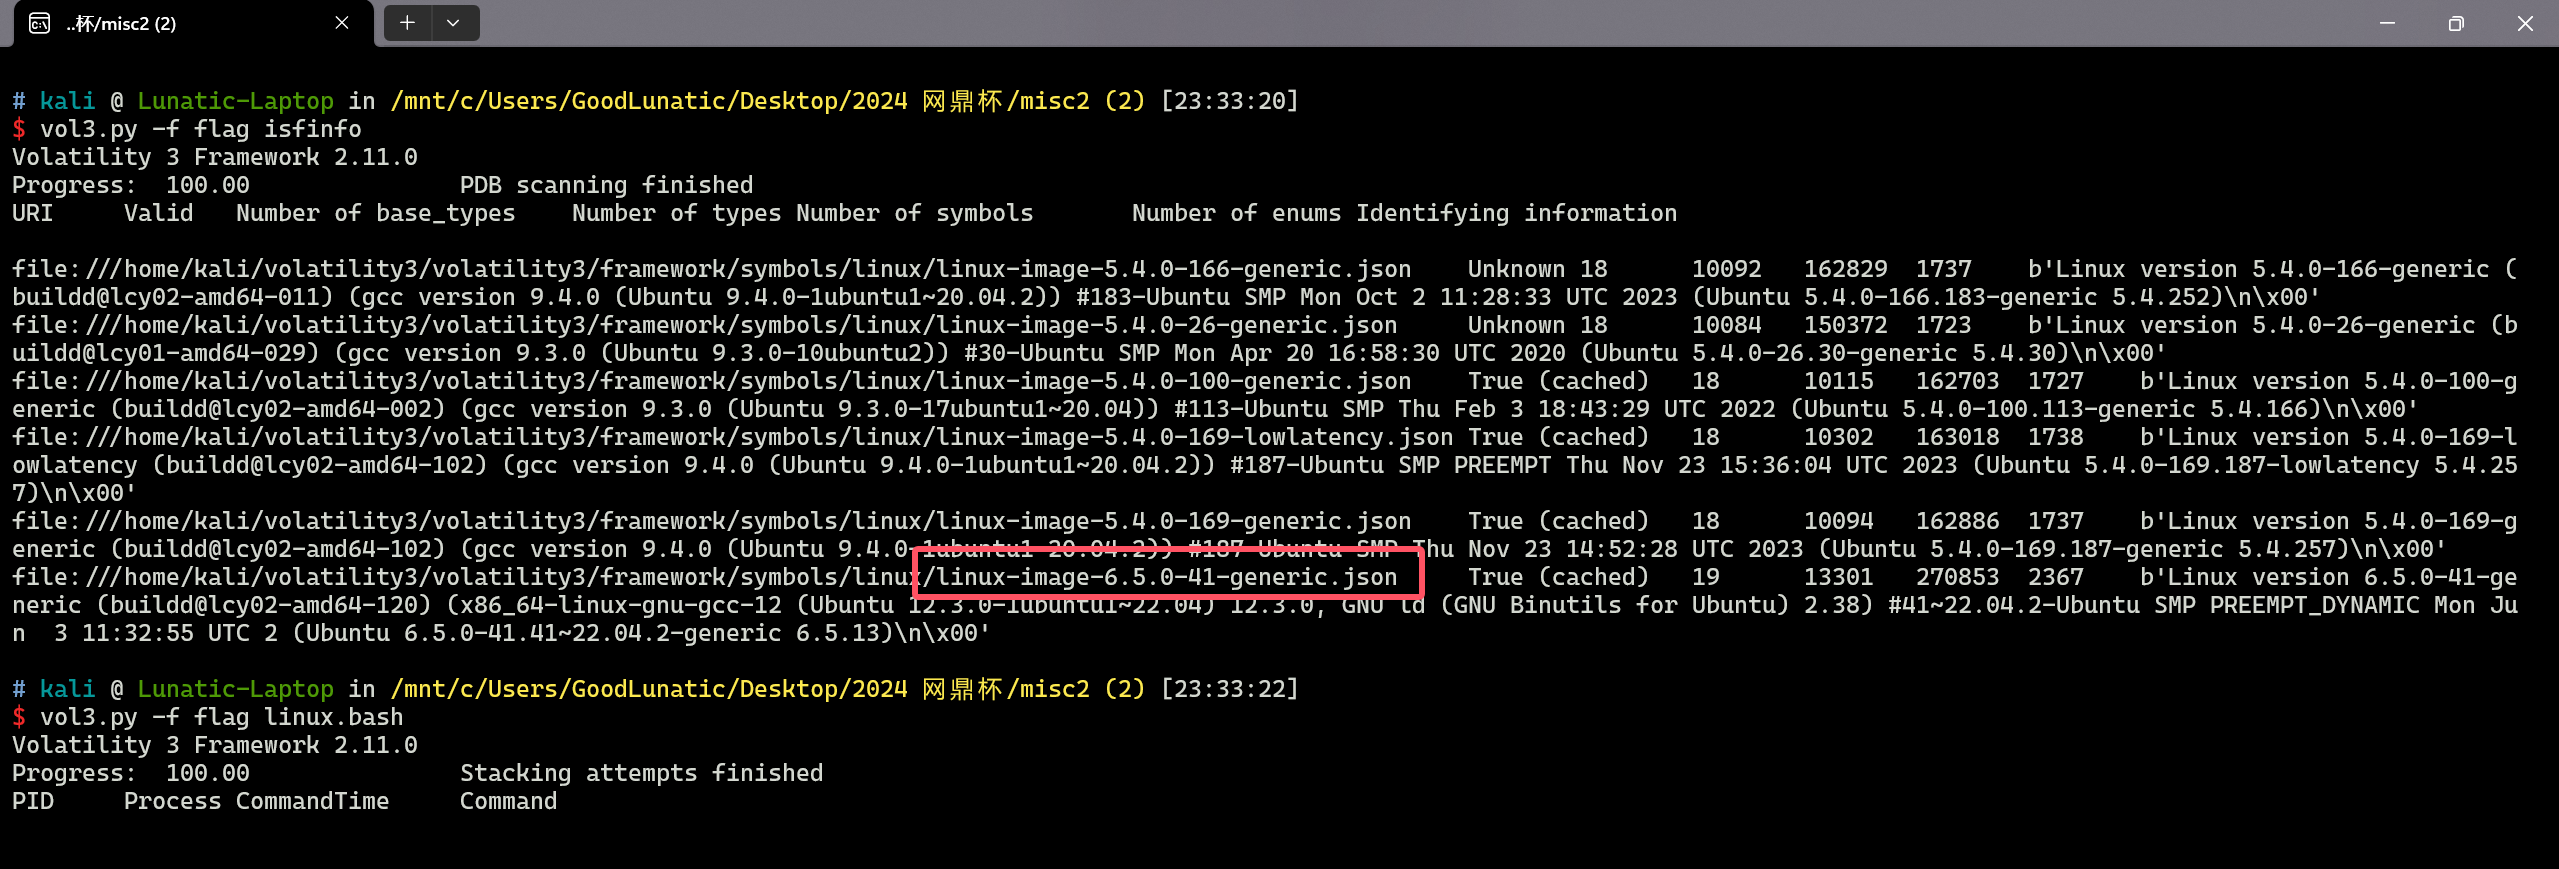 ..杯/misc2 (2)
# kali @ Lunatic-Laptop in /mnt/c/Users/GoodLunatic/Desktop/2024 网鼎杯/misc2 (2) [23:33:20]
$ vol3.py -f flag isfinfo
Volatility 3 Framework 2.11.0
Progress:  100.00               PDB scanning finished
URI     Valid   Number of base_types    Number of types Number of symbols       Number of enums Identifying information
file:///home/kali/volatility3/volatility3/framework/symbols/linux/linux-image-5.4.0-166-generic.json    Unknown 18      10092   162829  1737    b'Linux version 5.4.0-166-generic (
buildd@lcy02-amd64-011) (gcc version 9.4.0 (Ubuntu 9.4.0-1ubuntu1~20.04.2)) #183-Ubuntu SMP Mon Oct 2 11:28:33 UTC 2023 (Ubuntu 5.4.0-166.183-generic 5.4.252)\n\x00'
file:///home/kali/volatility3/volatility3/framework/symbols/linux/linux-image-5.4.0-26-generic.json     Unknown 18      10084   150372  1723    b'Linux version 5.4.0-26-generic (b
uildd@lcy01-amd64-029) (gcc version 9.3.0 (Ubuntu 9.3.0-10ubuntu2)) #30-Ubuntu SMP Mon Apr 20 16:58:30 UTC 2020 (Ubuntu 5.4.0-26.30-generic 5.4.30)\n\x00'
file:///home/kali/volatility3/volatility3/framework/symbols/linux/linux-image-5.4.0-100-generic.json    True (cached)   18      10115   162703  1727    b'Linux version 5.4.0-100-g
eneric (buildd@lcy02-amd64-002) (gcc version 9.3.0 (Ubuntu 9.3.0-17ubuntu1~20.04)) #113-Ubuntu SMP Thu Feb 3 18:43:29 UTC 2022 (Ubuntu 5.4.0-100.113-generic 5.4.166)\n\x00'
file:///home/kali/volatility3/volatility3/framework/symbols/linux/linux-image-5.4.0-169-lowlatency.json True (cached)   18      10302   163018  1738    b'Linux version 5.4.0-169-l
owlatency (buildd@lcy02-amd64-102) (gcc version 9.4.0 (Ubuntu 9.4.0-1ubuntu1~20.04.2)) #187-Ubuntu SMP PREEMPT Thu Nov 23 15:36:04 UTC 2023 (Ubuntu 5.4.0-169.187-lowlatency 5.4.25
7)\n\x00'
file:///home/kali/volatility3/volatility3/framework/symbols/linux/linux-image-5.4.0-169-generic.json    True (cached)   18      10094   162886  1737    b'Linux version 5.4.0-169-g
eneric (buildd@lcy02-amd64-102) (gcc version 9.4.0 (Ubuntu 9.4.0-1ubuntu1~20.04.2)) #187-Ubuntu SMP Thu Nov 23 14:52:28 UTC 2023 (Ubuntu 5.4.0-169.187-generic 5.4.257)\n\x00'
file:///home/kali/volatility3/volatility3/framework/symbols/linux/linux-image-6.5.0-41-generic.json     True (cached)   19      13301   270853  2367    b'Linux version 6.5.0-41-ge
neric (buildd@lcy02-amd64-120) (x86_64-linux-gnu-gcc-12 (Ubuntu 12.3.0-1ubuntu1~22.04) 12.3.0, GNU ld (GNU Binutils for Ubuntu) 2.38) #41~22.04.2-Ubuntu SMP PREEMPT_DYNAMIC Mon Ju
n  3 11:32:55 UTC 2 (Ubuntu 6.5.0-41.41~22.04.2-generic 6.5.13)\n\x00'
# kali @ Lunatic-Laptop in /mnt/c/Users/GoodLunatic/Desktop/2024 网鼎杯/misc2 (2) [23:33:22]
$ vol3.py -f flag linux.bash
Volatility 3 Framework 2.11.0
Progress:  100.00               Stacking attempts finished
PID     Process CommandTime     Command